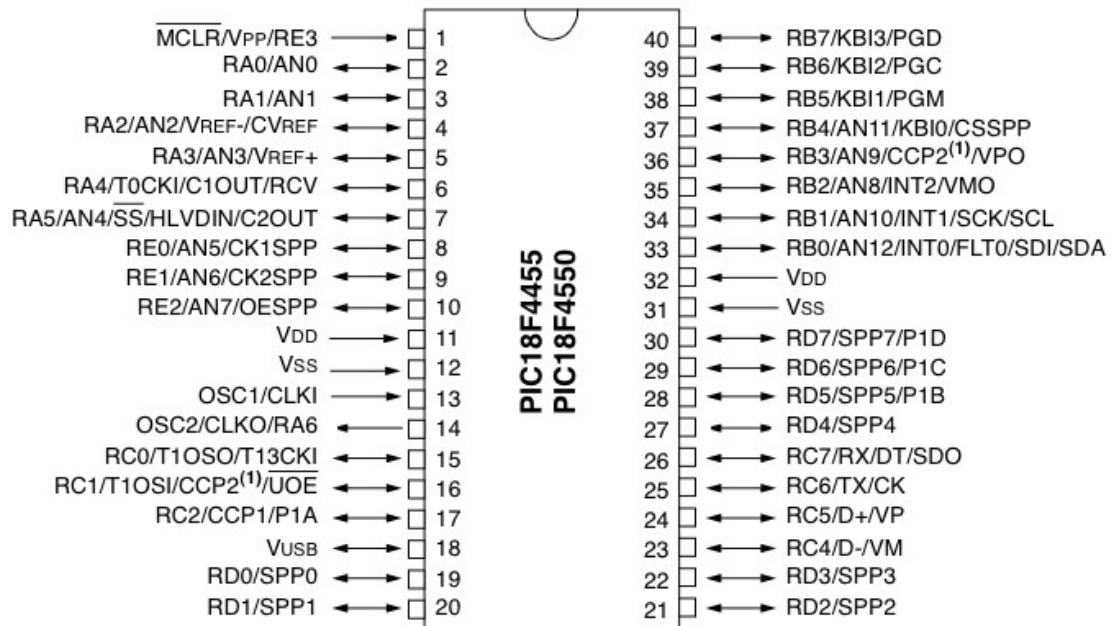 MCLR/VPP/RE3 1
RA0/AN0 2
RA1/AN1 3
RA2/AN2/VREF-/CVREF 4
RA3/AN3/VREF+ 5
RA4/T0CKI/C1OUT/RCV 6
RA5/AN4/SS/HLVDIN/C2OUT 7
RE0/AN5/CK1SPP 8
RE1/AN6/CK2SPP 9
RE2/AN7/OESPP 10
VDD 11
VSS 12
OSC1/CLKI 13
OSC2/CLKO/RA6 14
RC0/T1OSO/T13CKI 15
RC1/T1OSI/CCP2(1)/UOE 16
RC2/CCP1/P1A 17
VUSB 18
RD0/SPP0 19
RD1/SPP1 20
PIC18F4455
PIC18F4550
40 RB7/KBI3/PGD
39 RB6/KBI2/PGC
38 RB5/KBI1/PGM
37 RB4/AN11/KBI0/CSSPP
36 RB3/AN9/CCP2(1)/VPO
35 RB2/AN8/INT2/VMO
34 RB1/AN10/INT1/SCK/SCL
33 RB0/AN12/INT0/FLT0/SDI/SDA
32 VDD
31 VSS
30 RD7/SPP7/P1D
29 RD6/SPP6/P1C
28 RD5/SPP5/P1B
27 RD4/SPP4
26 RC7/RX/DT/SDO
25 RC6/TX/CK
24 RC5/D+/VP
23 RC4/D-/VM
22 RD3/SPP3
21 RD2/SPP2